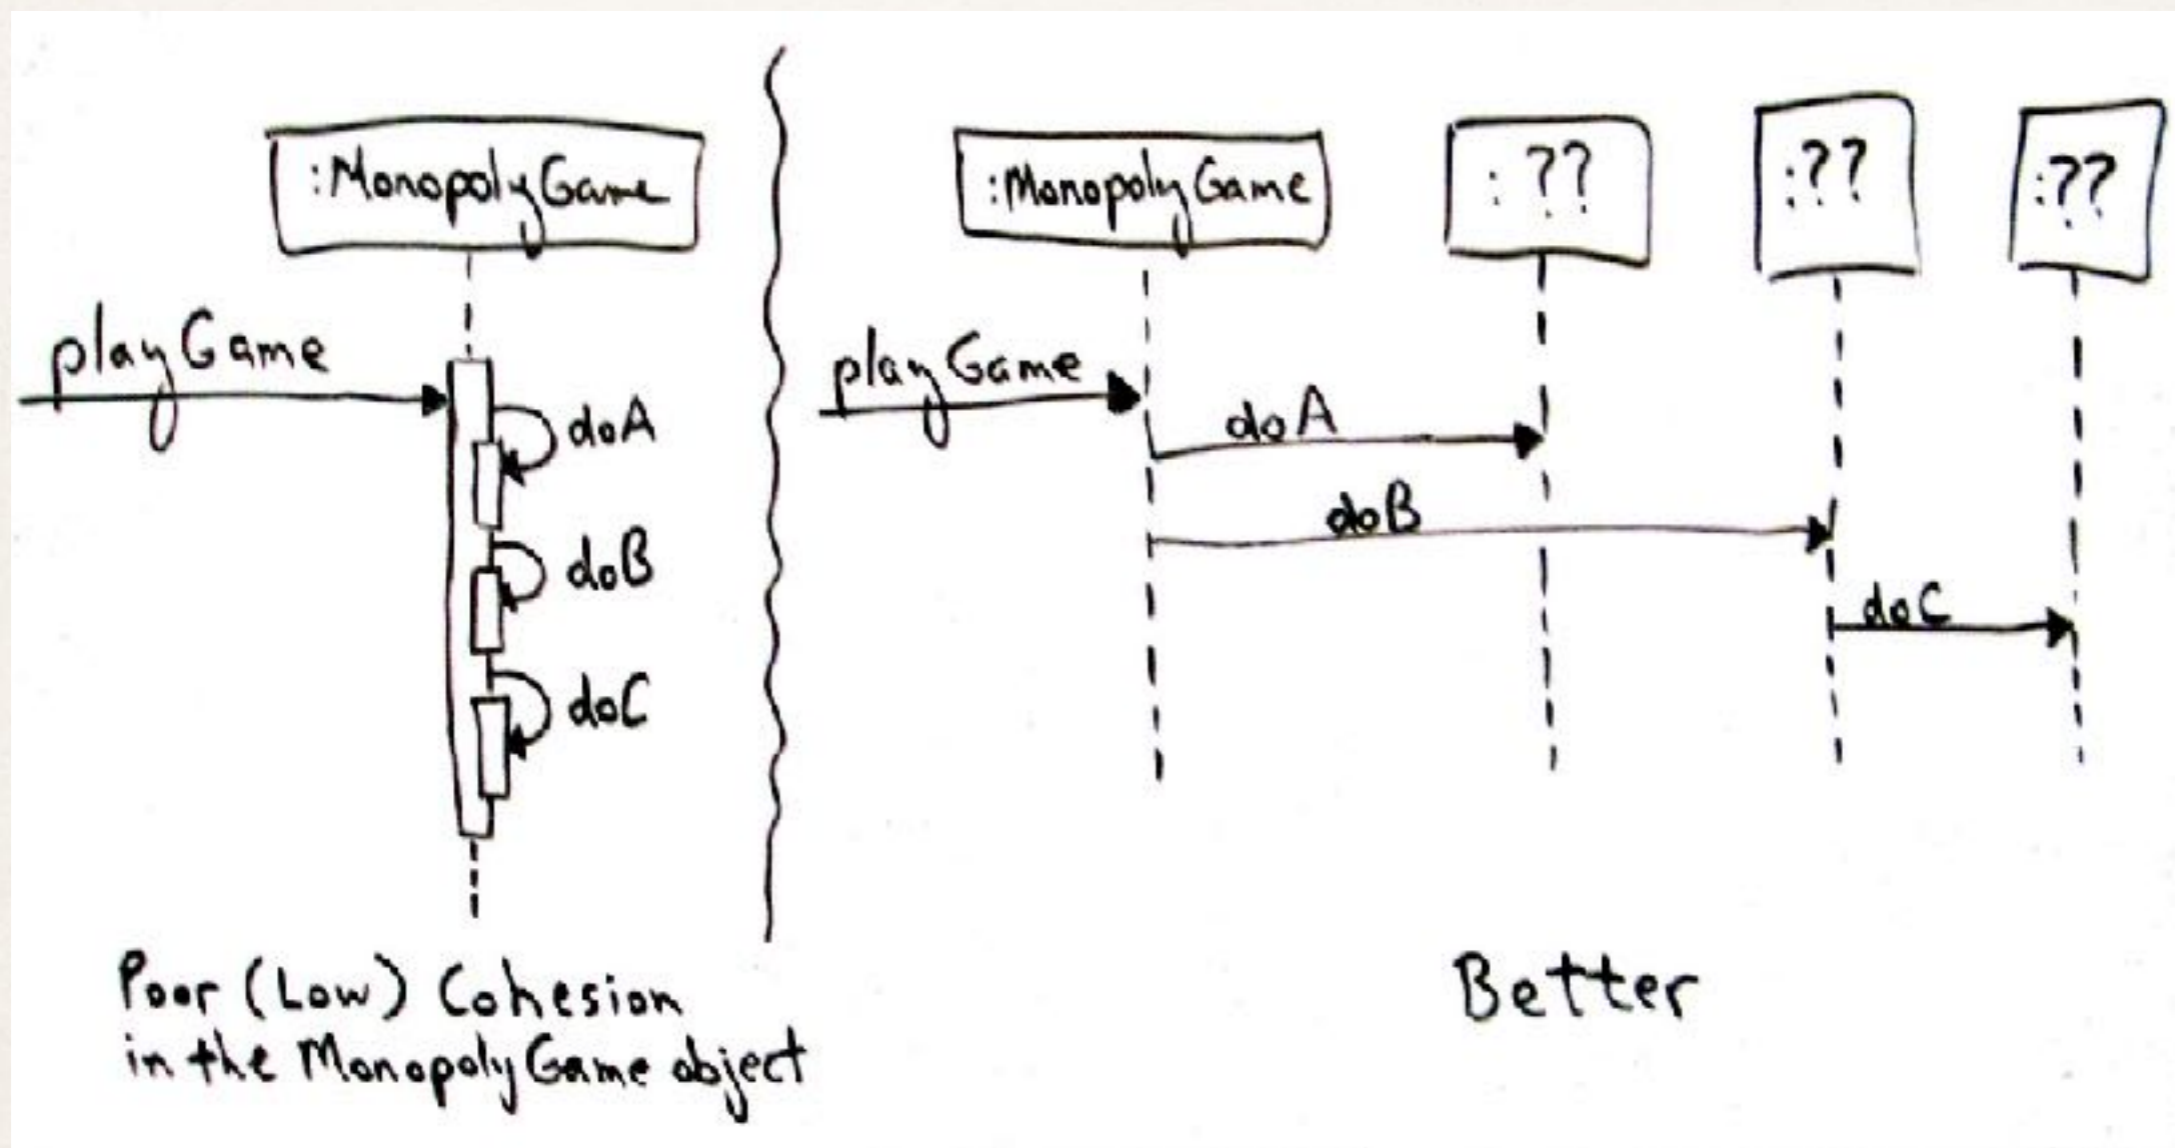 :MonopolyGame
playGame
doA
doB
doC
Poor (Low) Cohesion
in the MonopolyGame object
:MonopolyGame
: ??
:??
:??
playGame
doA
doB
doC
Better